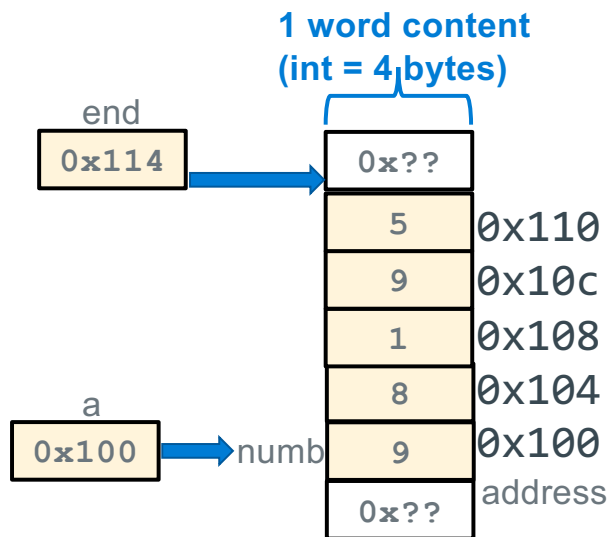 1 word content
(int = 4 bytes)
end
0x114
0x??
5 0x110
9 0x10c
1 0x108
a
8 0x104
0x100
numb 9 0x100
address
0x??